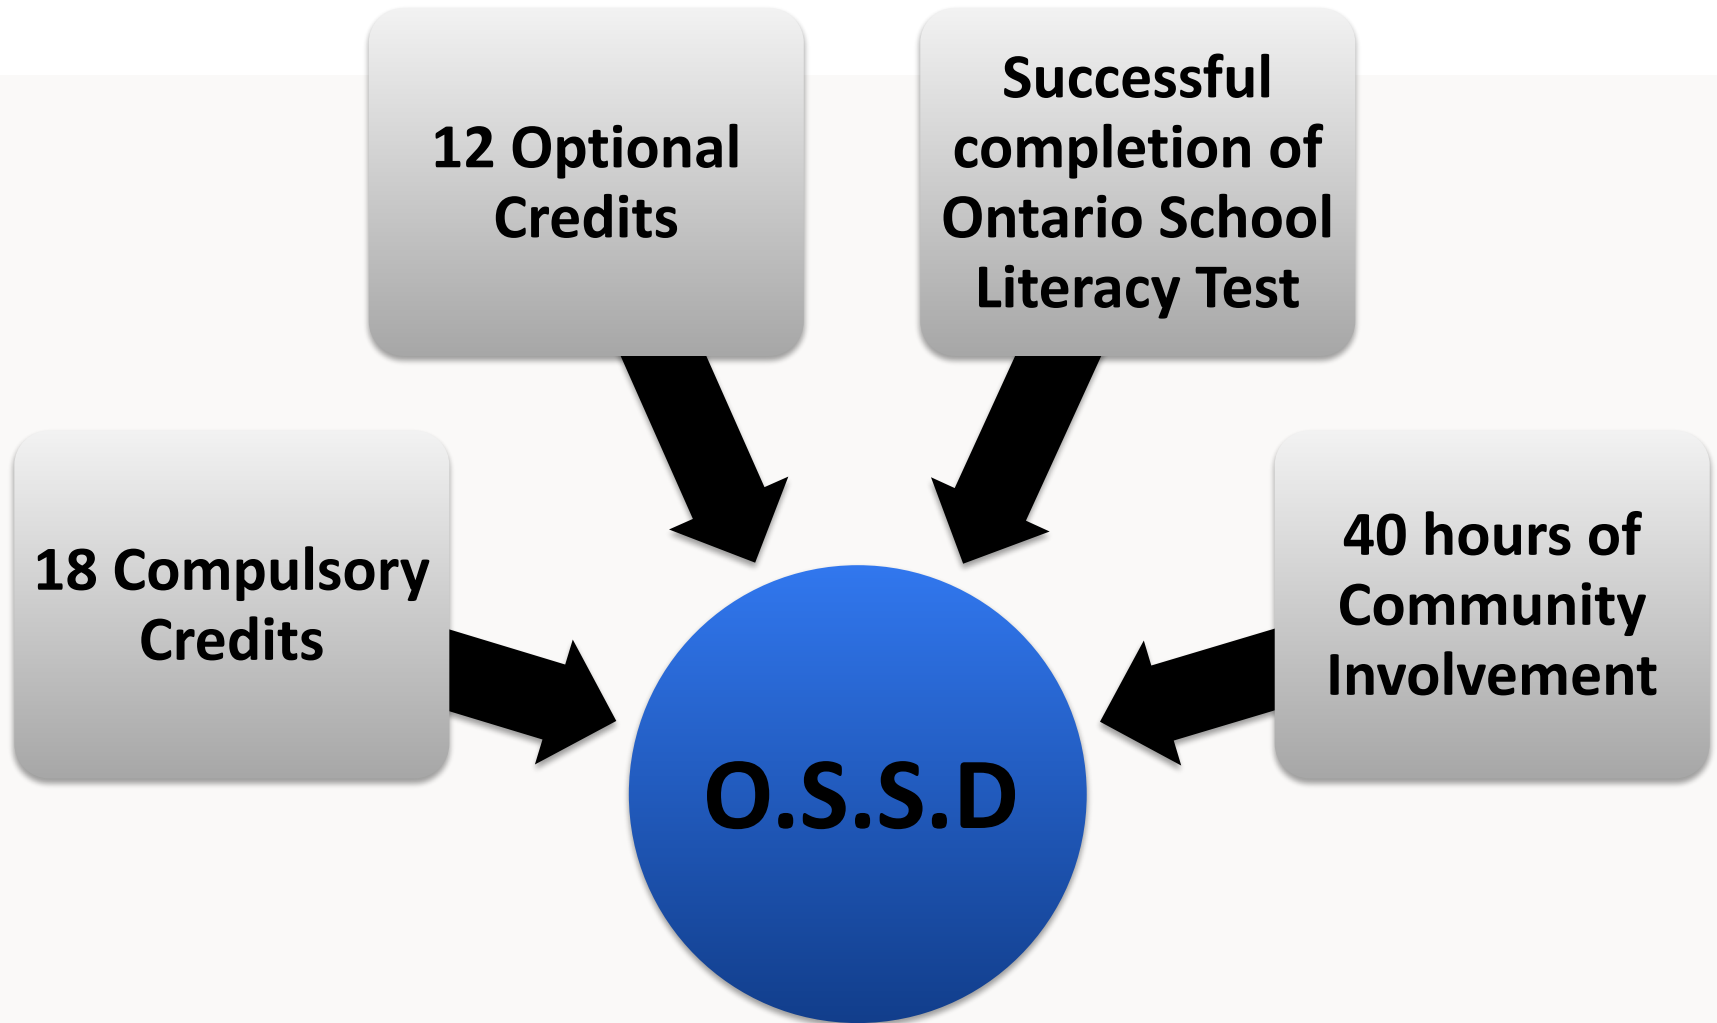 12 Optional
Credits
Successful
completion of
Ontario School
Literacy Test
18 Compulsory
Credits
40 hours of
Community
Involvement
O.S.S.D